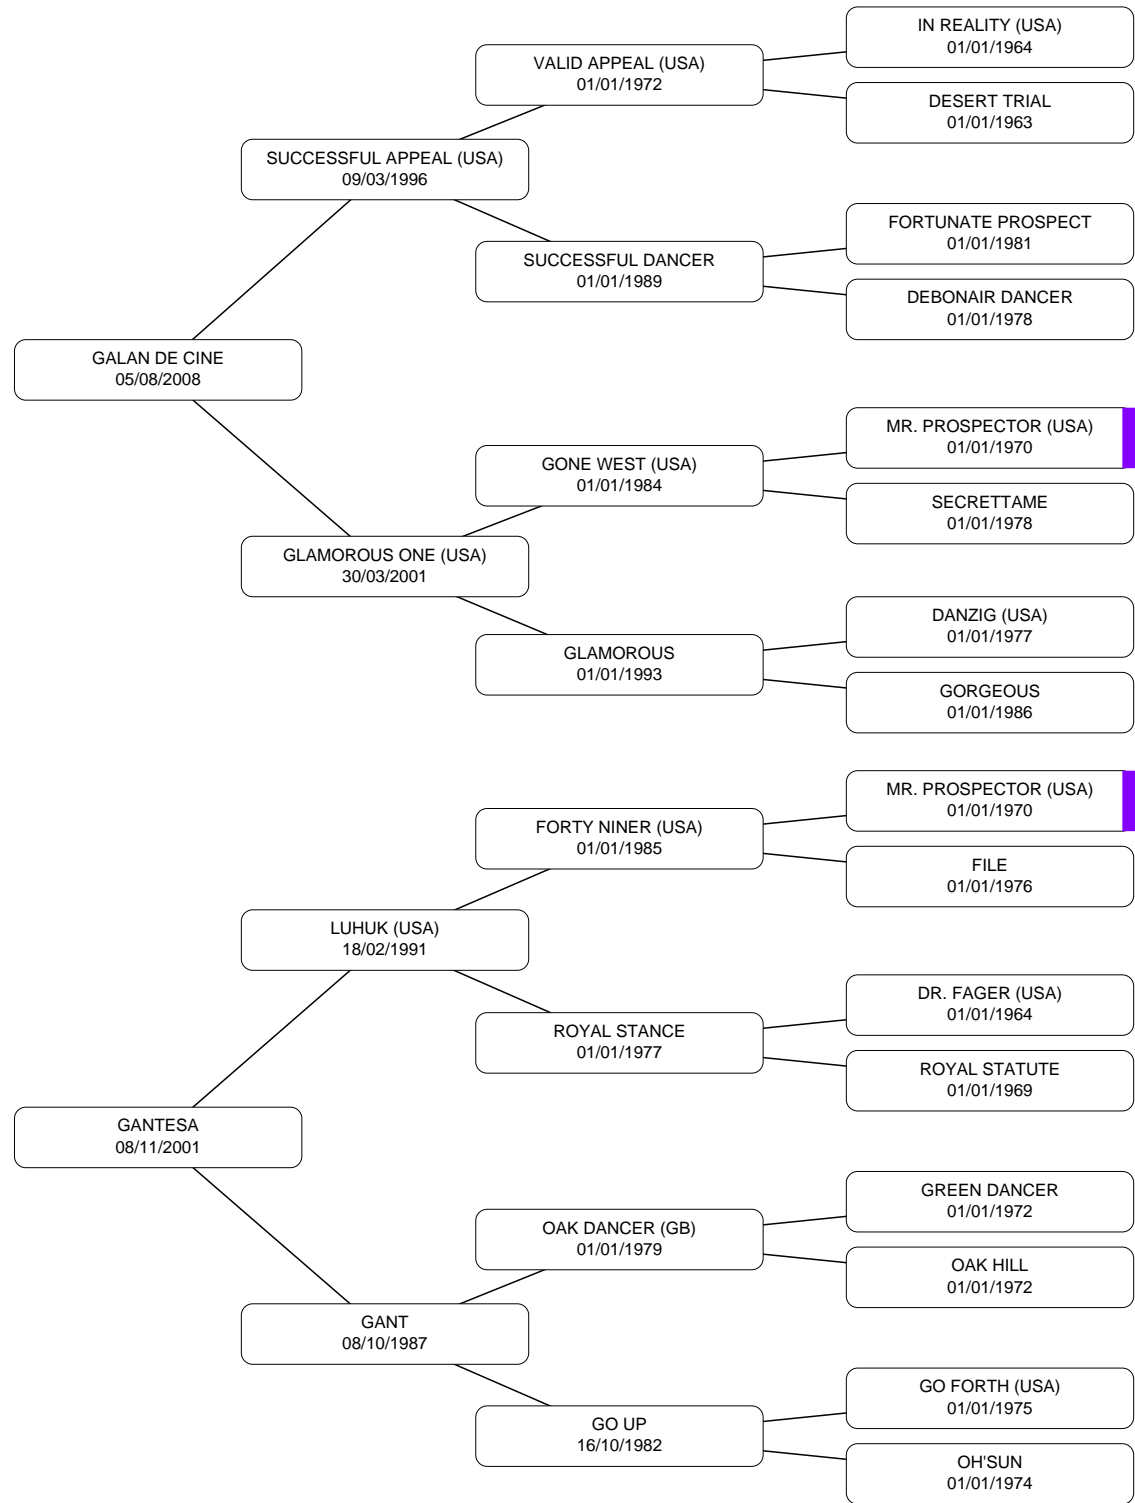 IN REALITY (USA)
01/01/1964
VALID APPEAL (USA)
01/01/1972
DESERT TRIAL
01/01/1963
SUCCESSFUL APPEAL (USA)
09/03/1996
FORTUNATE PROSPECT
01/01/1981
SUCCESSFUL DANCER
01/01/1989
DEBONAIR DANCER
01/01/1978
GALAN DE CINE
05/08/2008
MR. PROSPECTOR (USA)
01/01/1970
GONE WEST (USA)
01/01/1984
SECRETTAME
01/01/1978
GLAMOROUS ONE (USA)
30/03/2001
DANZIG (USA)
01/01/1977
GLAMOROUS
01/01/1993
GORGEOUS
01/01/1986
MR. PROSPECTOR (USA)
01/01/1970
FORTY NINER (USA)
01/01/1985
FILE
01/01/1976
LUHUK (USA)
18/02/1991
DR. FAGER (USA)
01/01/1964
ROYAL STANCE
01/01/1977
ROYAL STATUTE
01/01/1969
GANTESA
08/11/2001
GREEN DANCER
01/01/1972
OAK DANCER (GB)
01/01/1979
OAK HILL
01/01/1972
GANT
08/10/1987
GO FORTH (USA)
01/01/1975
GO UP
16/10/1982
OH'SUN
01/01/1974